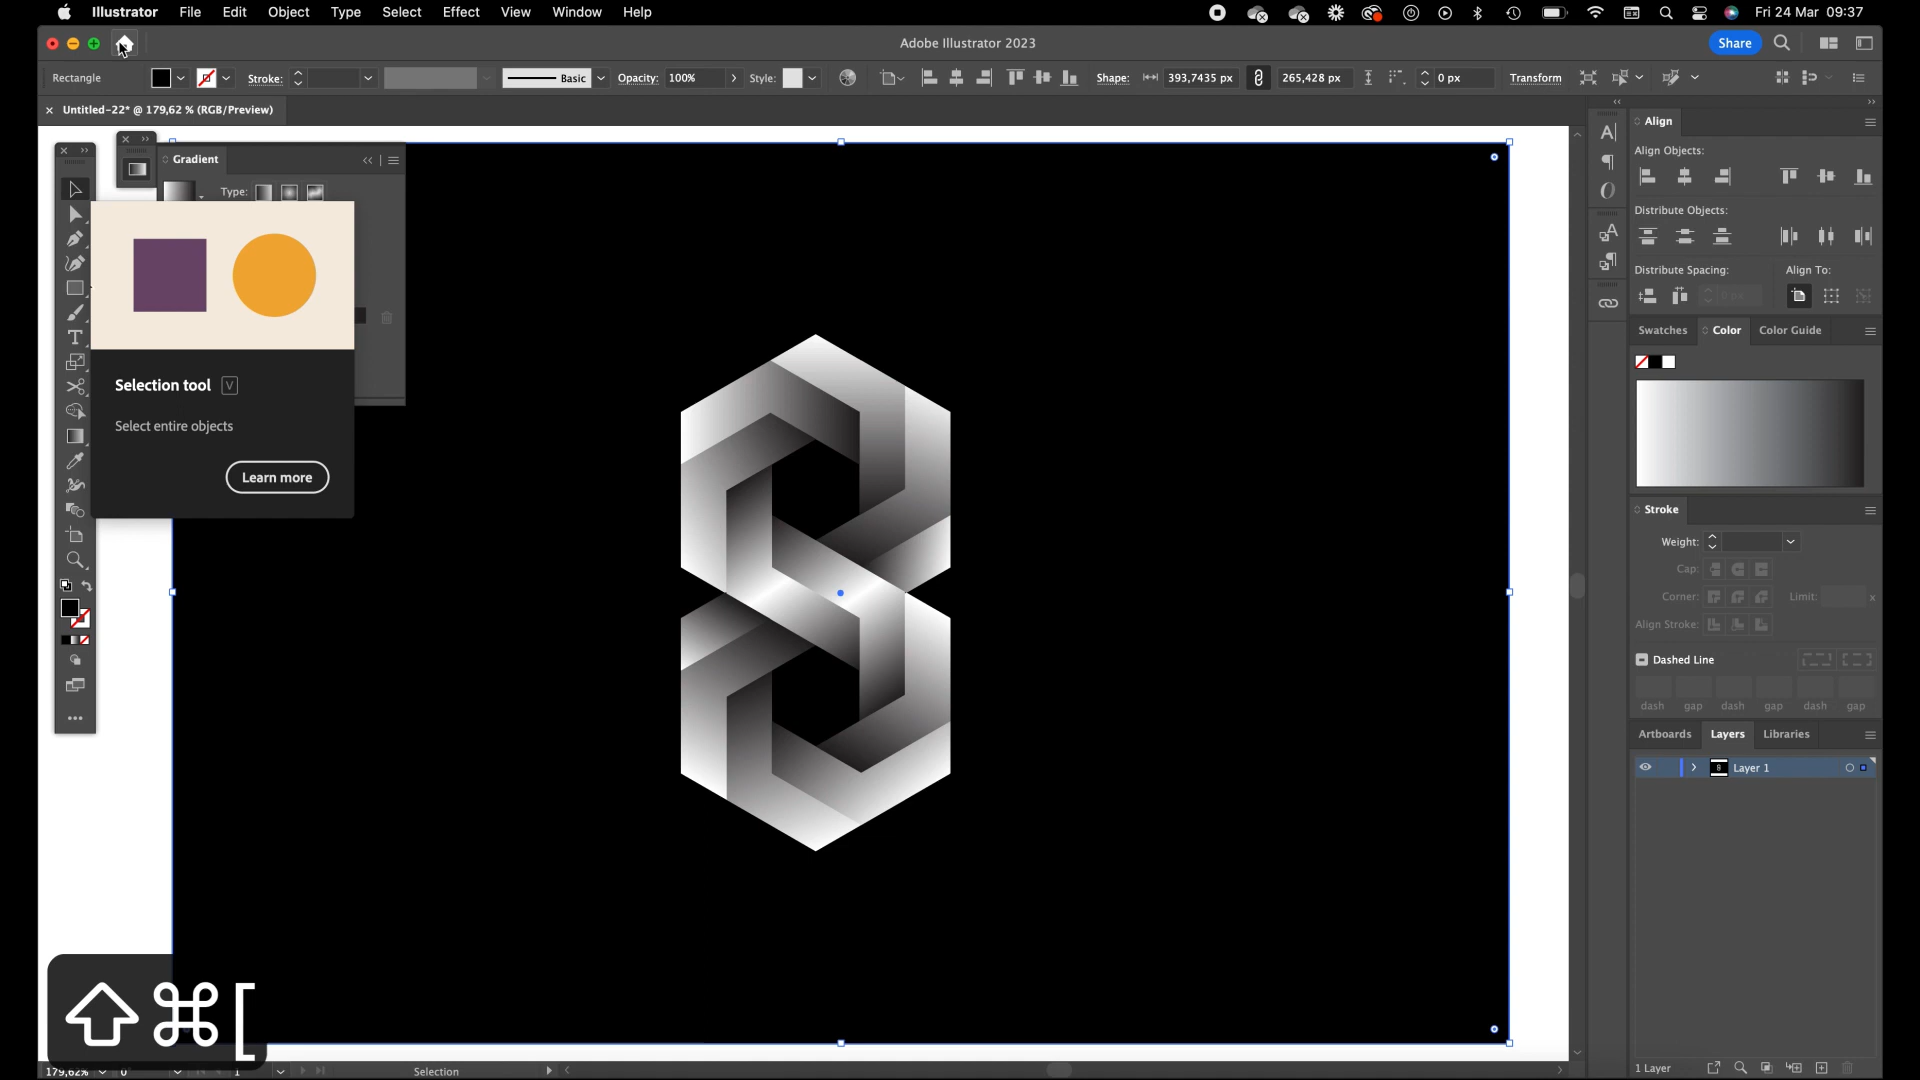 Illustrator File Edit Object Type Select Effect View Window Help
Fri 24 Mar 09:37
Adobe Illustrator 2023
Share
Rectangle
Stroke:
Basic
Opacity: 100%
Style:
Shape:
393,7435 px
265,428 px
0 px
Transform
Untitled-22* @ 179,62 % (RGB/Preview)
Gradient
Type:
Selection tool V
Select entire objects
Learn more
Align
Align Objects:
Distribute Objects:
Distribute Spacing:
Align To:
0 px
Swatches Color Color Guide
Stroke
Weight:
Cap:
Corner:
Limit:
x
Align Stroke:
Dashed Line
dash gap dash gap dash gap
Artboards Layers Libraries
Layer 1
1 Layer
⇧⌘[
179,62% 0° 1
Selection